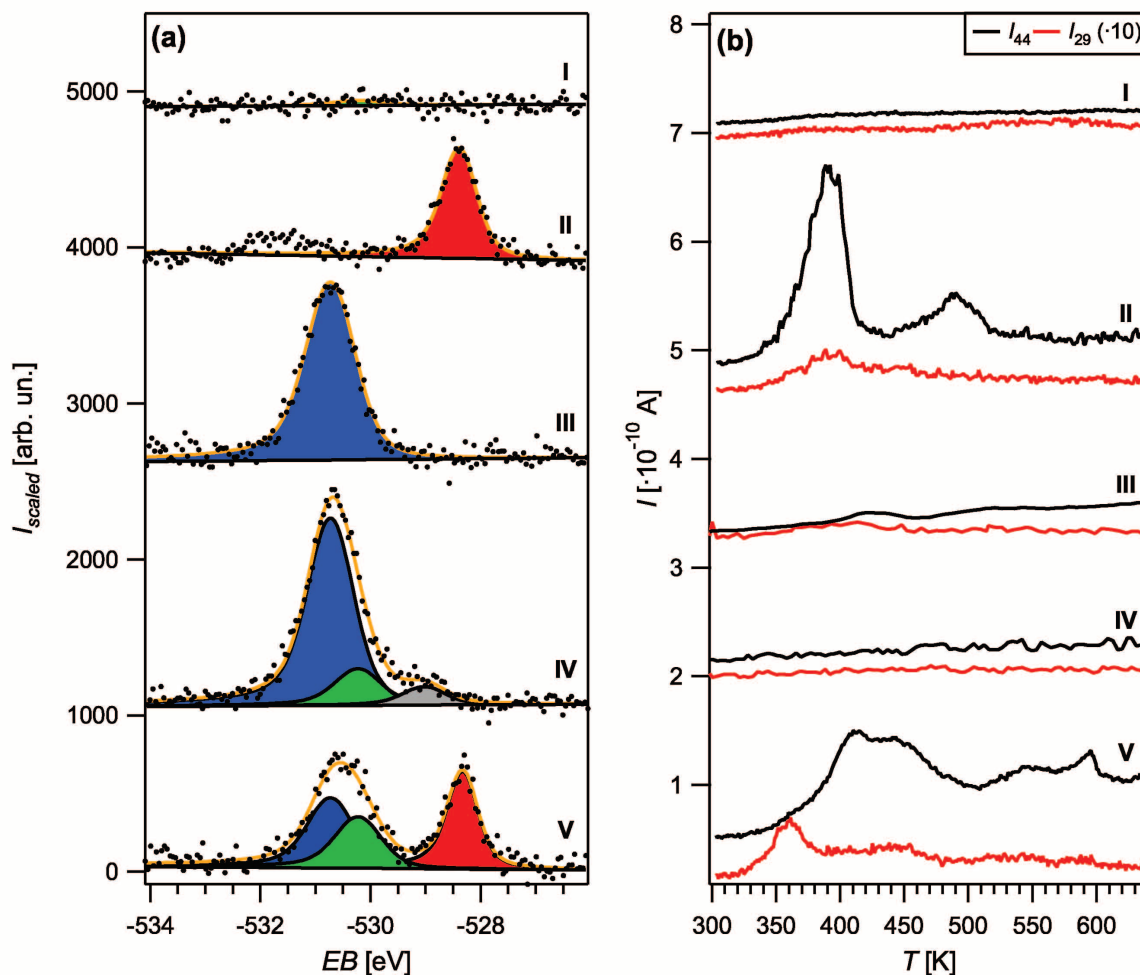 (a)
I
II
III
IV
V
5000
4000
3000
2000
1000
0
I_scaled [arb. un.]
-534
-532
-530
-528
EB [eV]
(b)
I_44 I_29 (·10)
I
II
III
IV
V
8
7
6
5
4
3
2
1
I [·10^-10 A]
300
350
400
450
500
550
600
T [K]